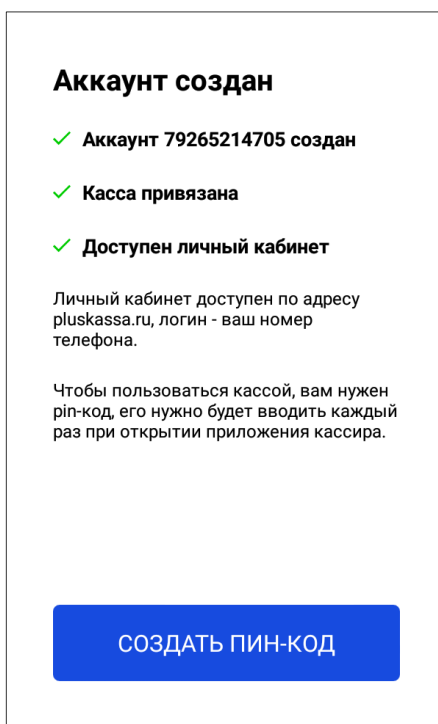 Аккаунт создан
Аккаунт 79265214705 создан
Касса привязана
Доступен личный кабинет
Личный кабинет доступен по адресу
pluskassa.ru, логин - ваш номер
телефона.
Чтобы пользоваться кассой, вам нужен
pin-код, его нужно будет вводить каждый
раз при открытии приложения кассира.
СОЗДАТЬ ПИН-КОД